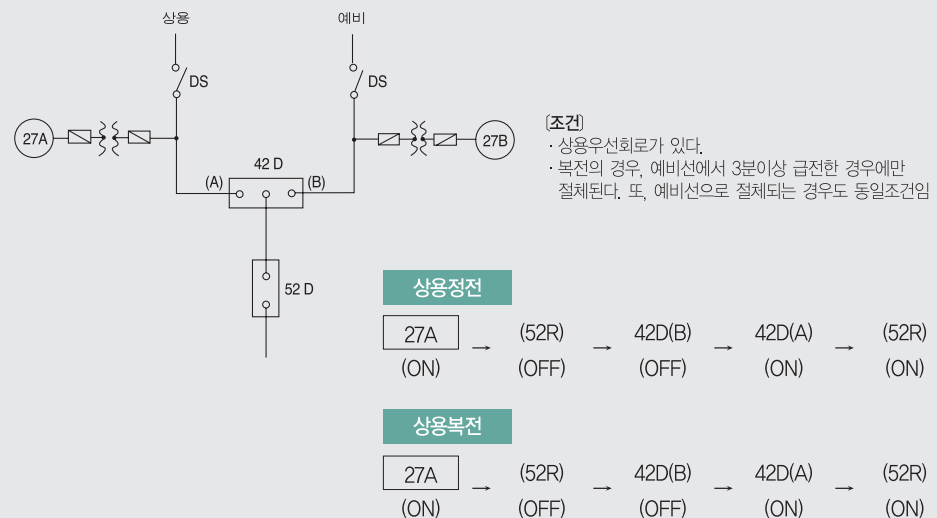 상용 예비
DS DS
27A 27B
[조건]
· 상용우선회로가 있다.
· 복전의 경우, 예비선에서 3분이상 급전한 경우에만
절체된다. 또, 예비선으로 절체되는 경우도 동일조건임
42 D
(A) (B)
52 D
상용정전
27A → (52R) → 42D(B) → 42D(A) → (52R)
(ON) (OFF) (OFF) (ON) (ON)
상용복전
27A → (52R) → 42D(B) → 42D(A) → (52R)
(ON) (OFF) (OFF) (ON) (ON)